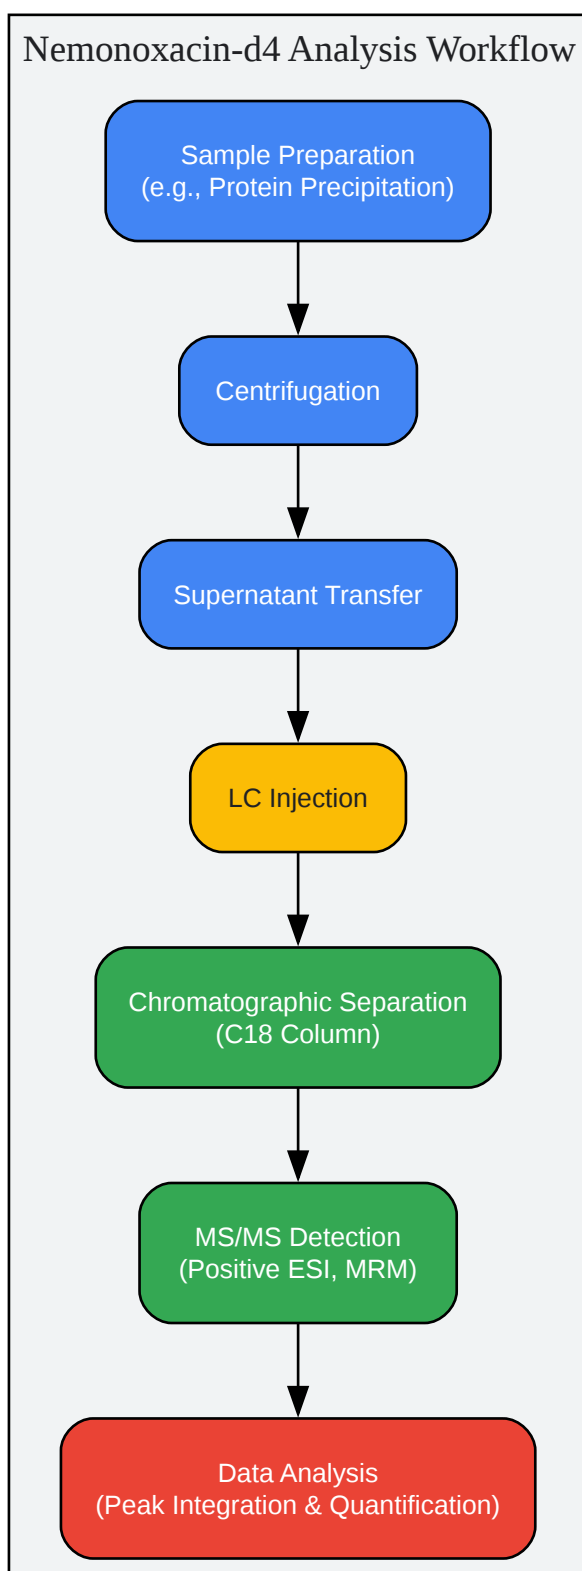 Nemonoxacin-d4 Analysis Workflow
Sample Preparation
(e.g., Protein Precipitation)
Centrifugation
Supernatant Transfer
LC Injection
Chromatographic Separation
(C18 Column)
MS/MS Detection
(Positive ESI, MRM)
Data Analysis
(Peak Integration & Quantification)